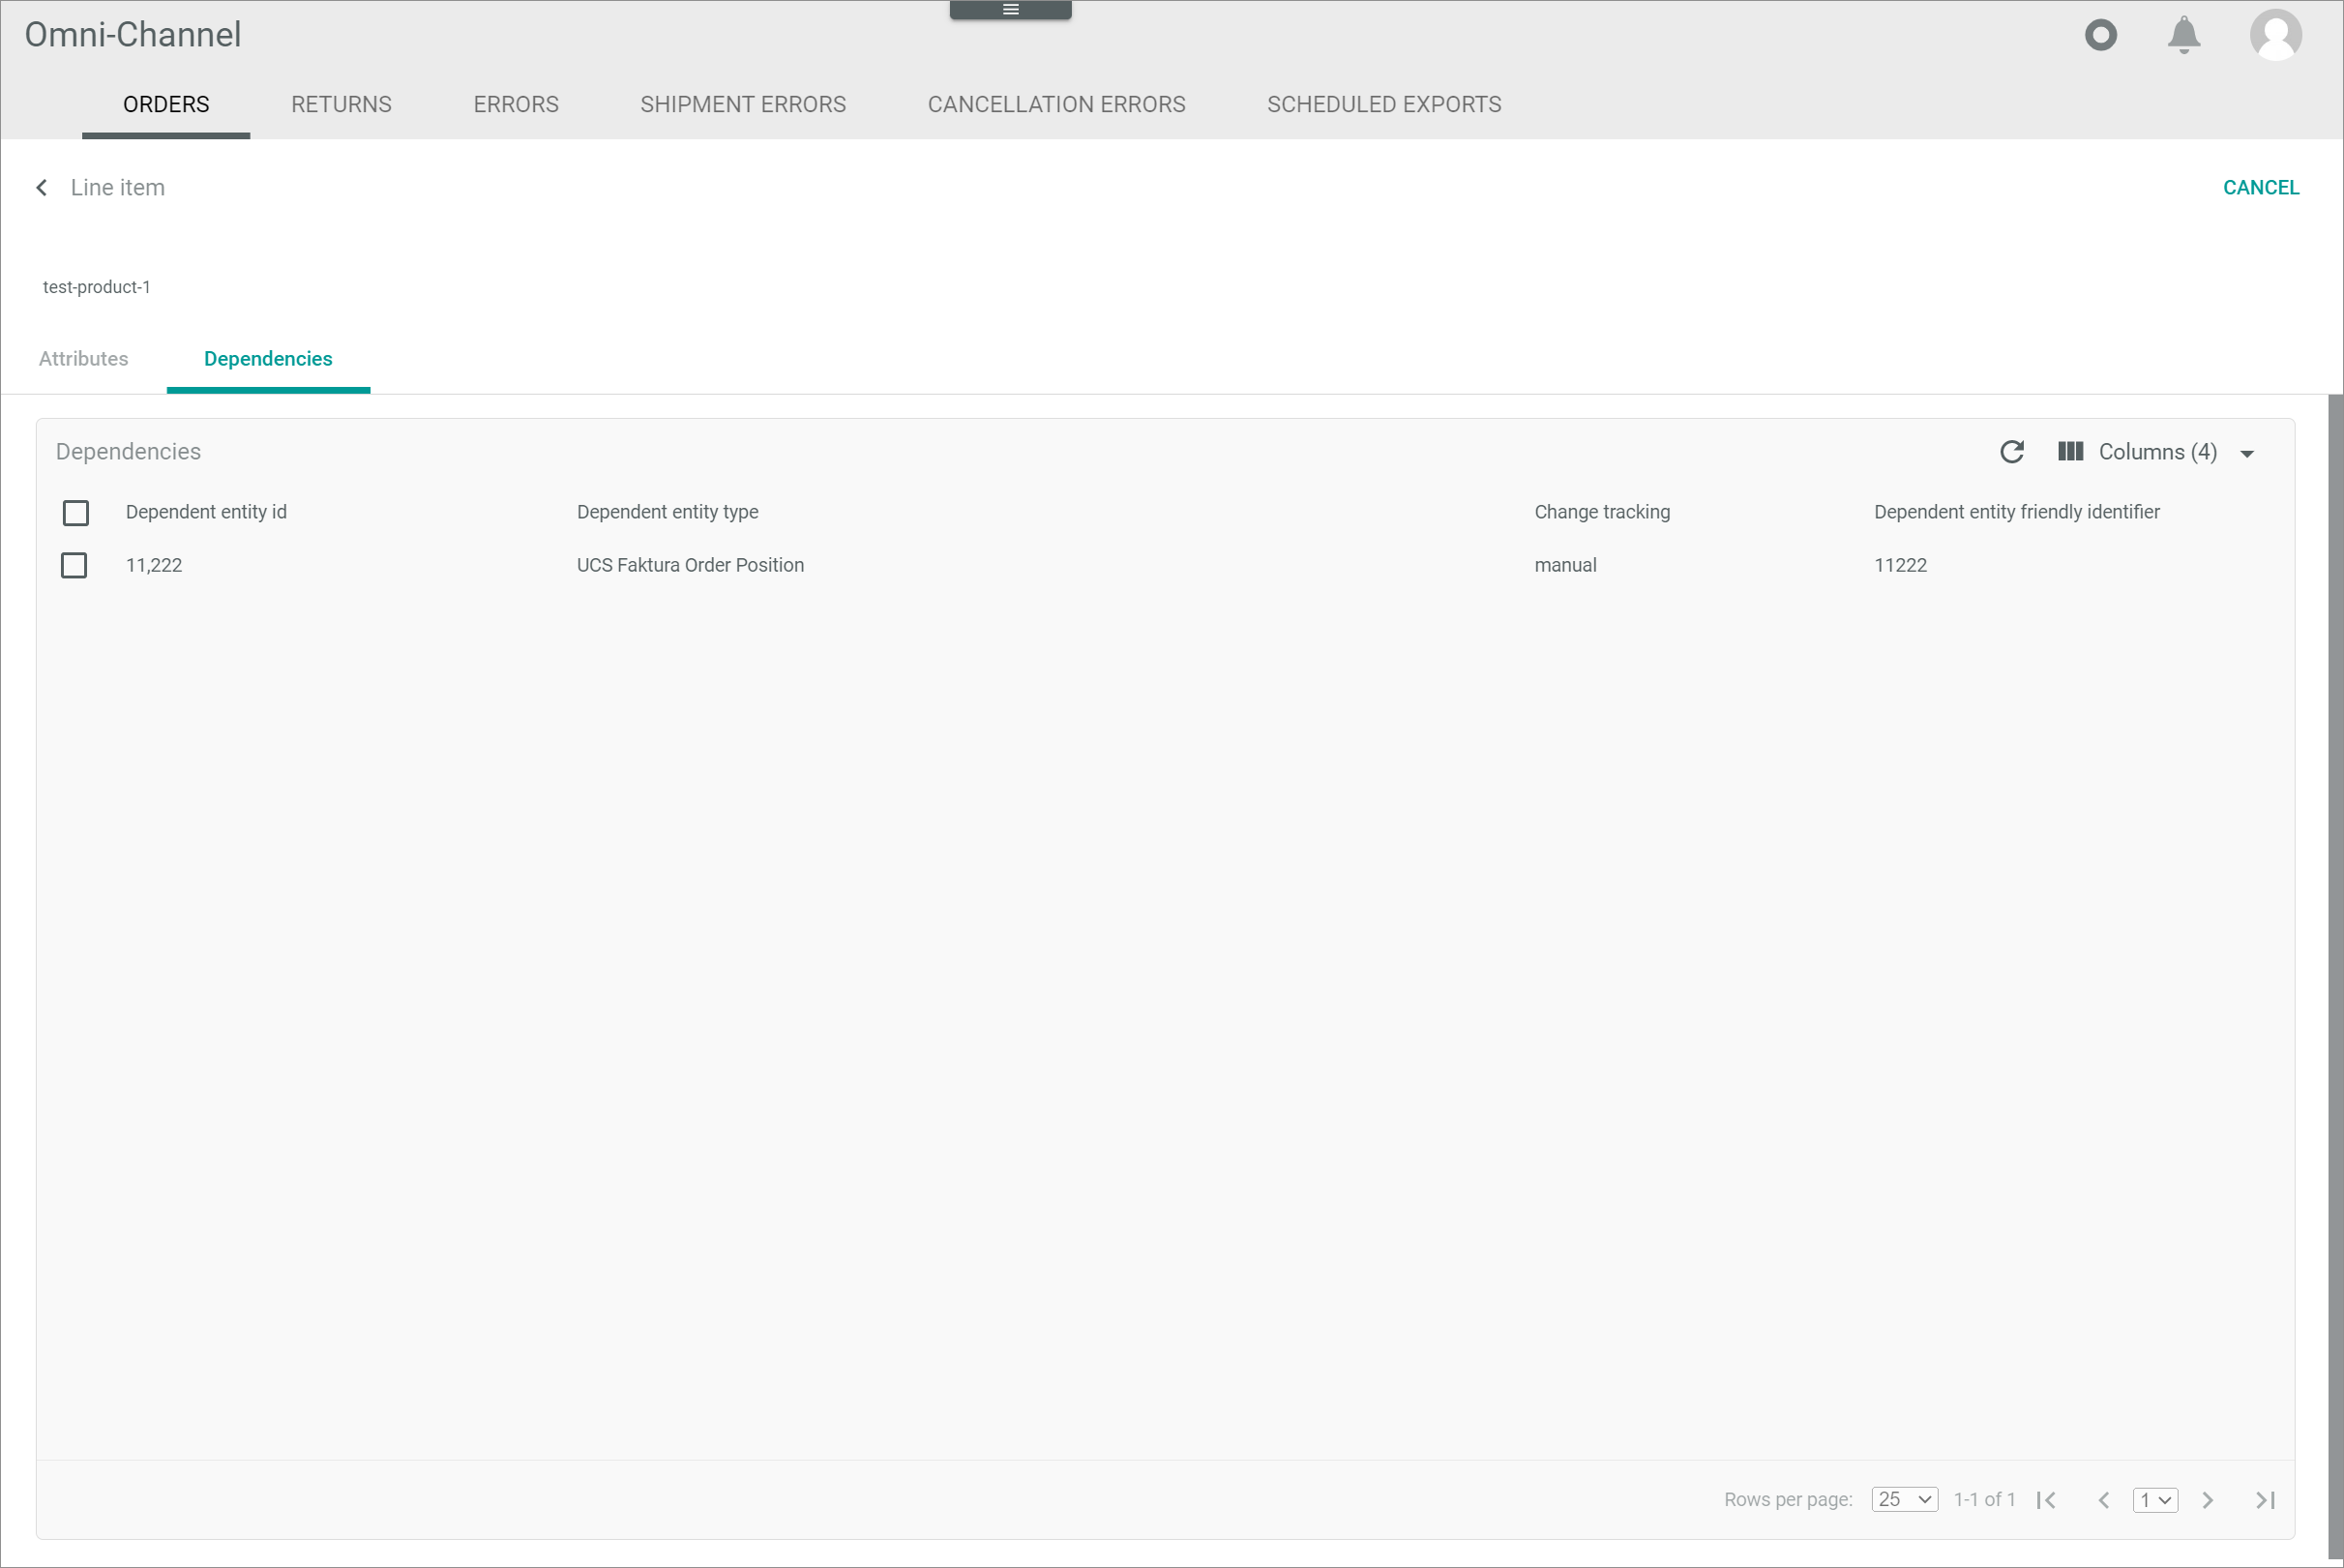 Omni-Channel
ORDERS RETURNS ERRORS SHIPMENT ERRORS CANCELLATION ERRORS SCHEDULED EXPORTS
Line item CANCEL
test-product-1
Attributes Dependencies
Dependencies Columns (4)
Dependent entity id Dependent entity type Change tracking Dependent entity friendly identifier
11,222 UCS Faktura Order Position manual 11222
Rows per page: 25 1-1 of 1 1